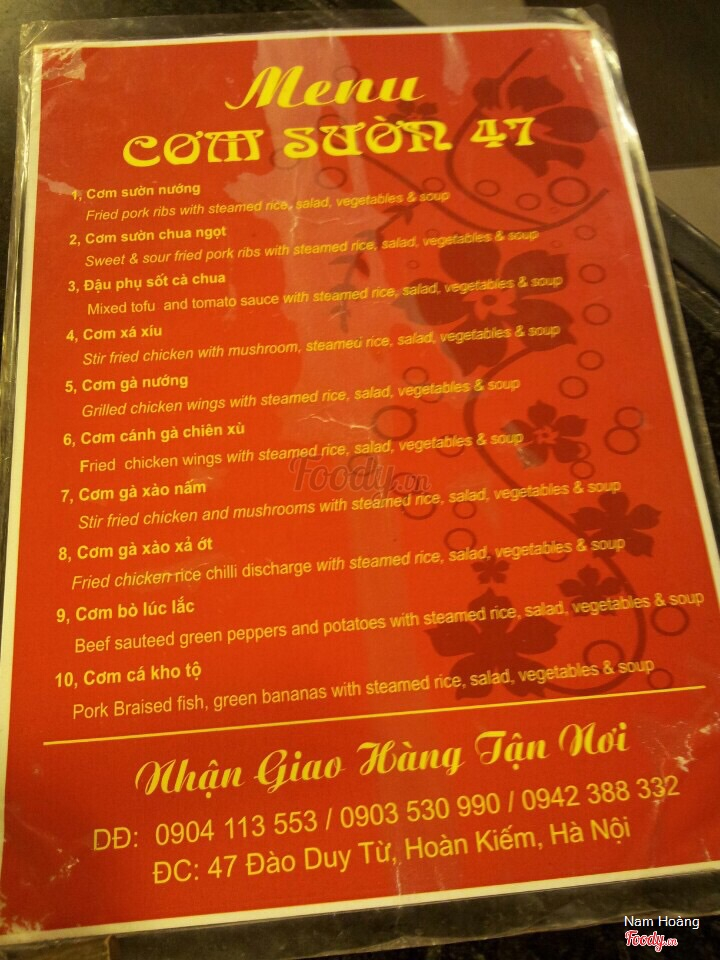 Menu
CƠM SƯỜN 47
1, Cơm sườn nướng
Fried pork ribs with steamed rice, salad, vegetables & soup
2, Cơm sườn chua ngọt
Sweet & sour fried pork ribs with steamed rice, salad, vegetables & soup
3, Đậu phụ sốt cà chua
Mixed tofu and tomato sauce with steamed rice, salad, vegetables & soup
4, Cơm xá xíu
Stir fried chicken with mushroom, steamed rice, salad, vegetables & soup
5, Cơm gà nướng
Grilled chicken wings with steamed rice, salad, vegetables & soup
6, Cơm cánh gà chiên xù
Fried chicken wings with steamed rice, salad, vegetables & soup
Foody.vn
7, Cơm gà xào nấm
Stir fried chicken and mushrooms with steamed rice, salad, vegetables & soup
8, Cơm gà xào xả ớt
Fried chicken rice chilli discharge with steamed rice, salad, vegetables & soup
9, Cơm bò lúc lắc
Beef sauteed green peppers and potatoes with steamed rice, salad, vegetables & soup
10, Cơm cá kho tộ
Pork Braised fish, green bananas with steamed rice, salad, vegetables & soup
Nhận Giao Hàng Tận Nơi
DĐ: 0904 113 553 / 0903 530 990 / 0942 388 332
ĐC: 47 Đào Duy Từ, Hoàn Kiếm, Hà Nội
Nam Hoàng
Foody.vn